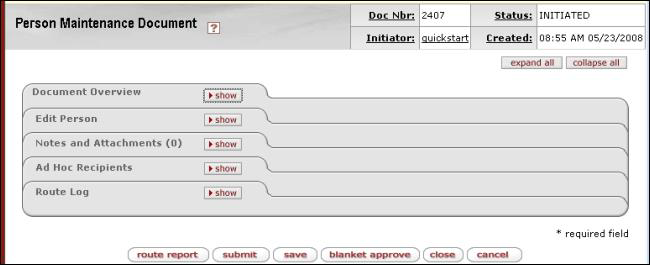 Person Maintenance Document ?
Doc Nbr: 2407 Status: INITIATED
Initiator: quickstart Created: 08:55 AM 05/23/2008
expand all collapse all
Document Overview show
Edit Person show
Notes and Attachments (0) show
Ad Hoc Recipients show
Route Log show
* required field
route report submit save blanket approve close cancel